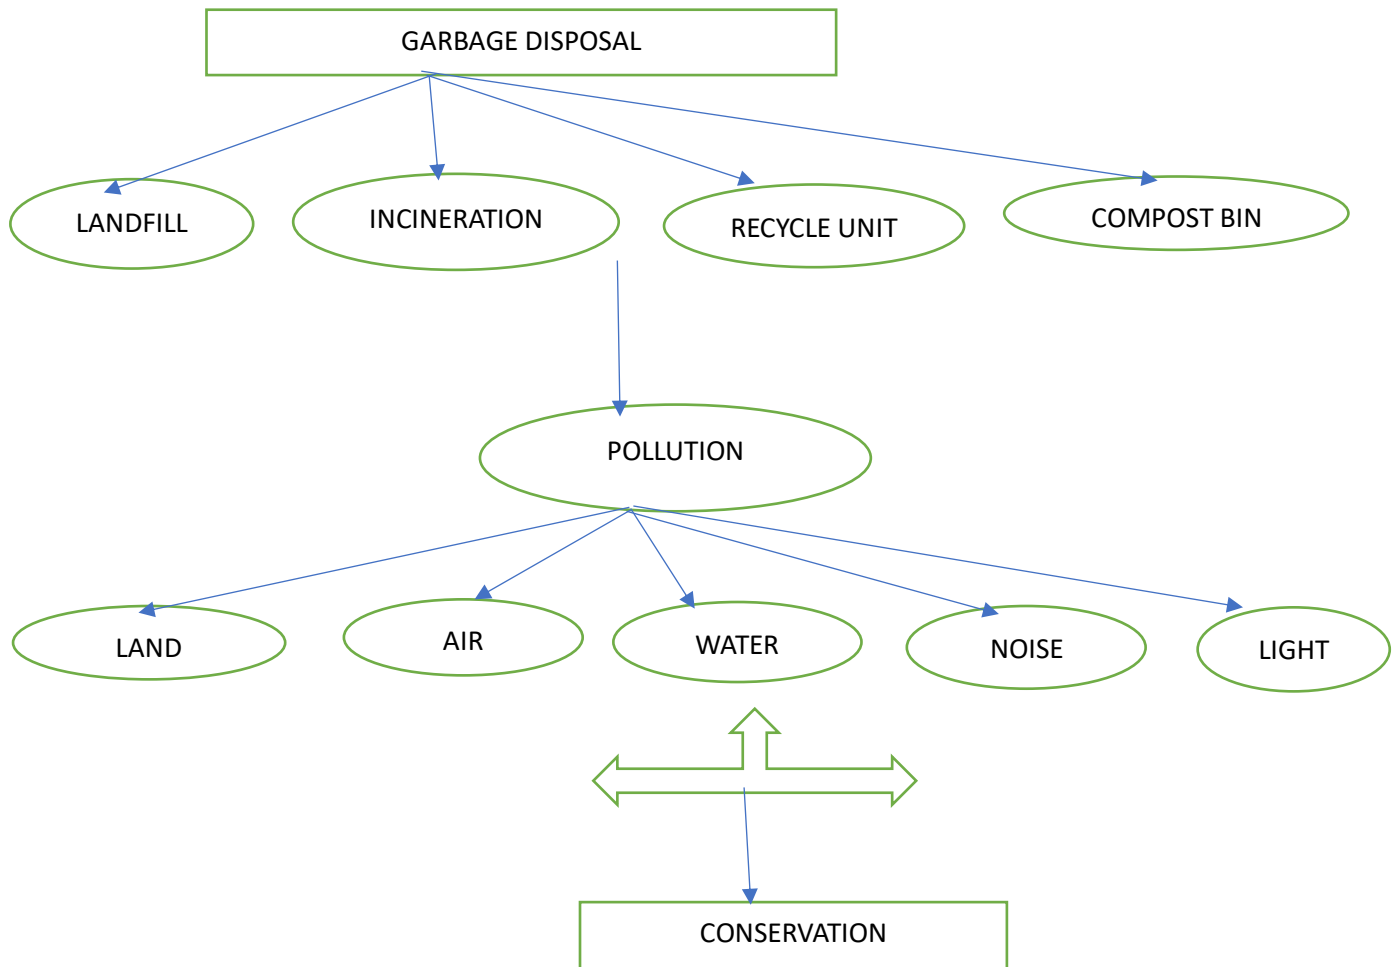 GARBAGE DISPOSAL
LANDFILL
INCINERATION
RECYCLE UNIT
COMPOST BIN
POLLUTION
LAND
AIR
WATER
NOISE
LIGHT
CONSERVATION